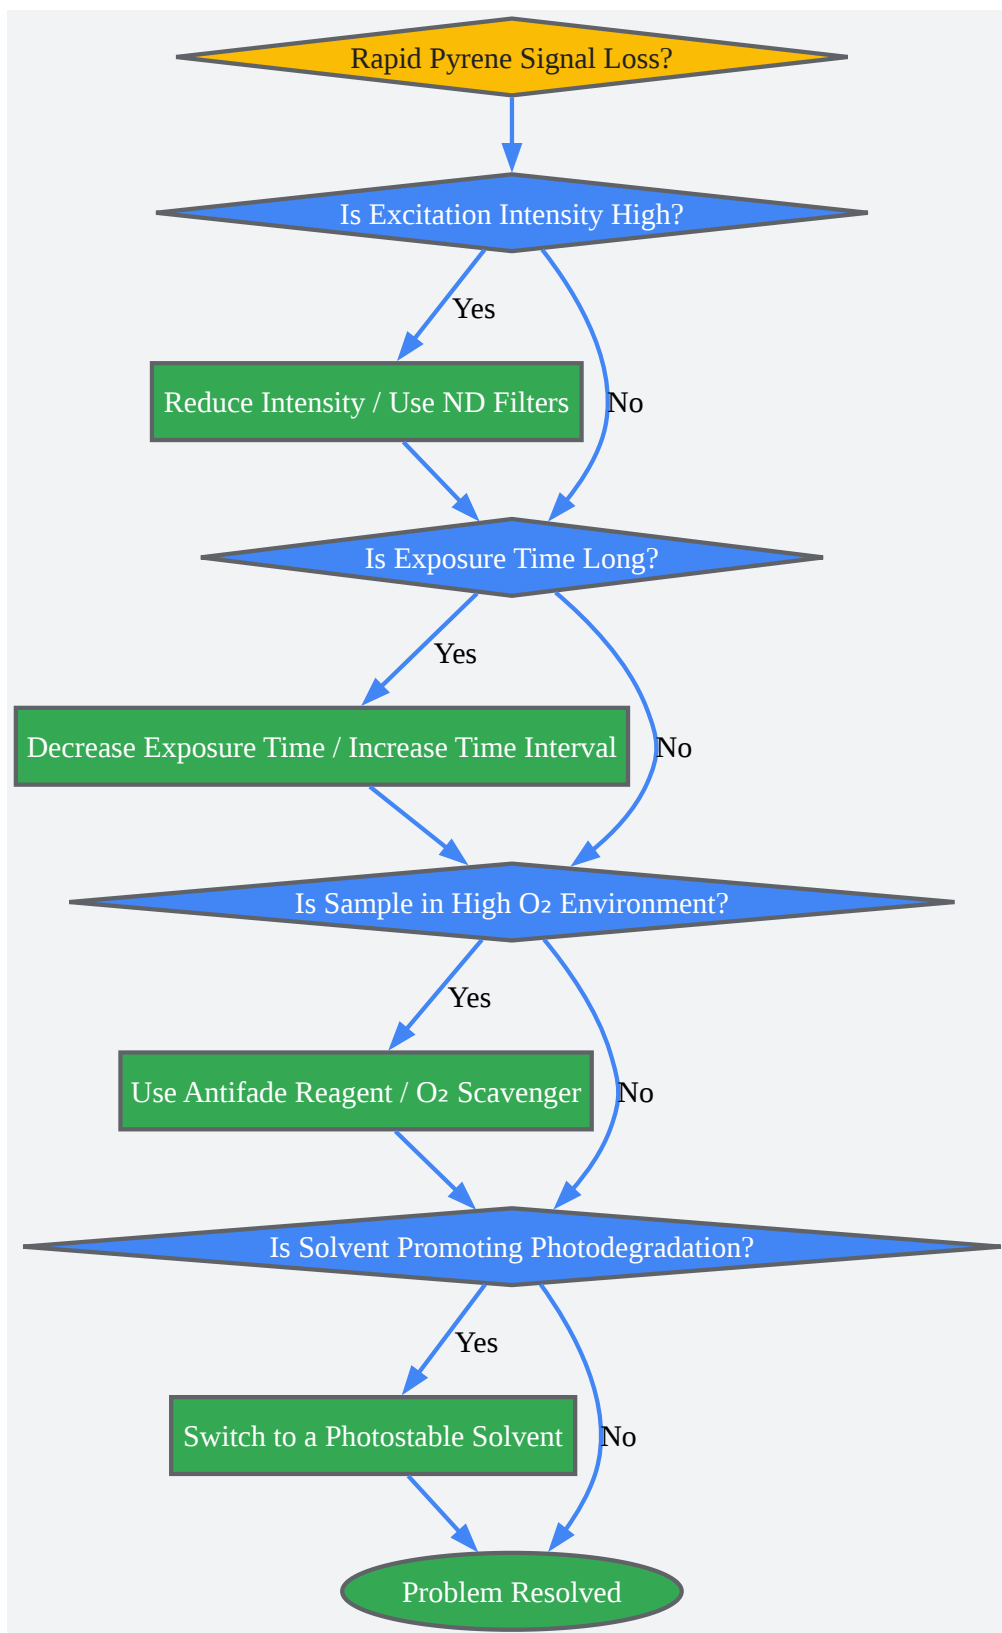 Rapid Pyrene Signal Loss?
Is Excitation Intensity High?
Yes
Reduce Intensity / Use ND Filters
No
Is Exposure Time Long?
Yes
Decrease Exposure Time / Increase Time Interval
No
Is Sample in High O₂ Environment?
Yes
Use Antifade Reagent / O₂ Scavenger
No
Is Solvent Promoting Photodegradation?
Yes
Switch to a Photostable Solvent
No
Problem Resolved